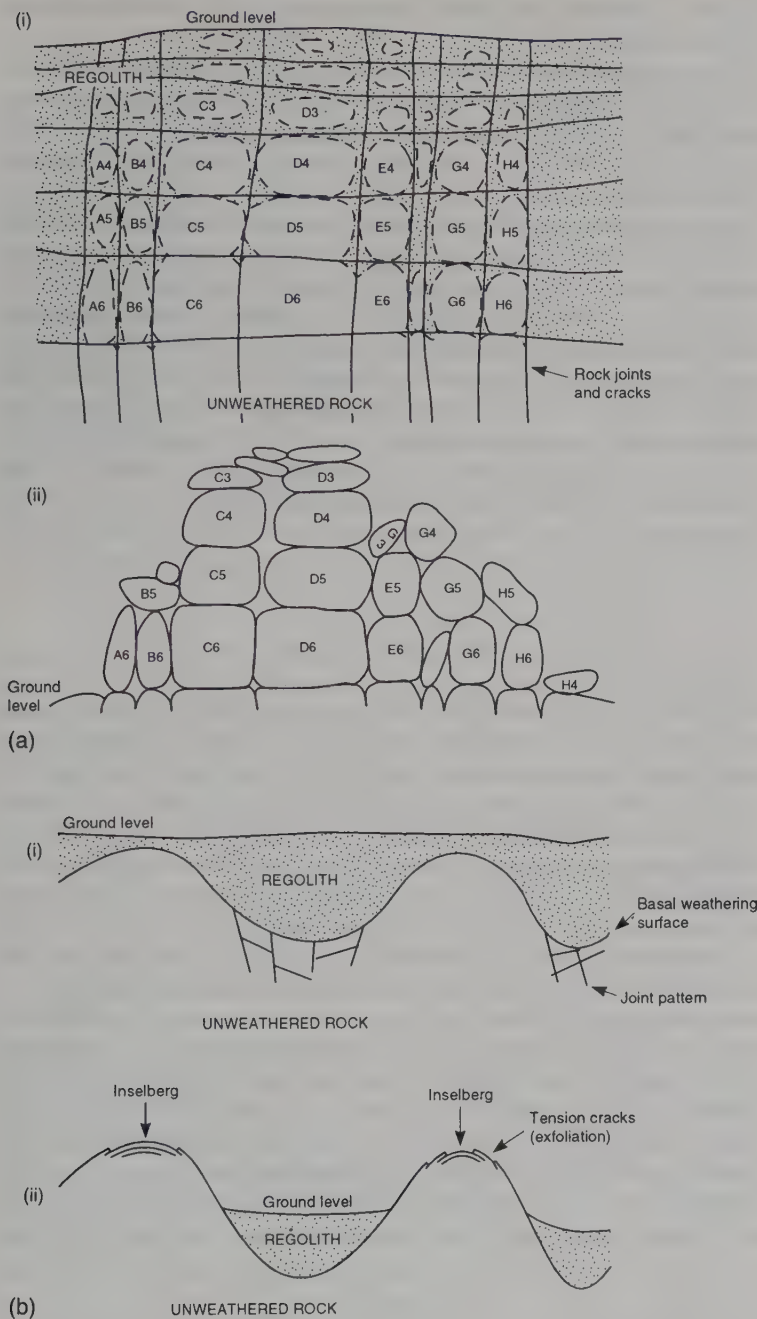 (i)
Ground level
REGOLITH
C3
D3
A4
B4
C4
D4
E4
G4
H4
A5
B5
C5
D5
E5
G5
H5
A6
B6
C6
D6
E6
G6
H6
Rock joints
and cracks
UNWEATHERED ROCK
(ii)
C3
D3
C4
D4
G3
G4
B5
C5
D5
E5
G5
H5
A6
B6
C6
D6
E6
G6
H6
H4
Ground
level
(a)
Ground level
(i)
REGOLITH
Basal weathering
surface
Joint pattern
UNWEATHERED ROCK
Inselberg
Inselberg
Tension cracks
(exfoliation)
(ii)
Ground level
REGOLITH
(b)
UNWEATHERED ROCK